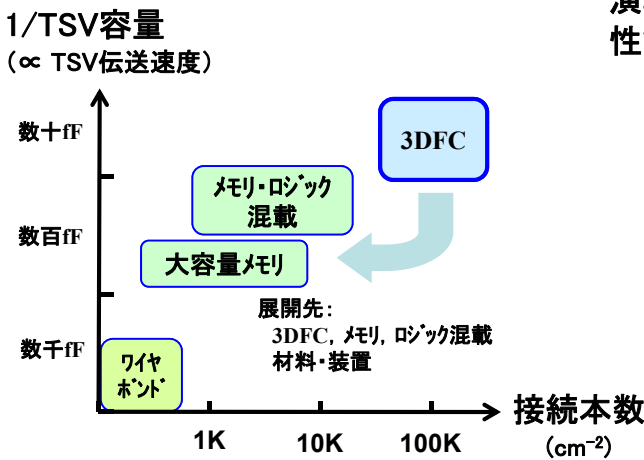 1/TSV容量
（∝ TSV伝送速度）
性
数十fF
3DFC
メモリ・ロジック
混載
数百fF
大容量メモリ
展開先：
3DFC, メモリ, ロジック混載
材料・装置
数千fF
ワイヤ
ボンド
接続本数
1K
10K
100K
(cm⁻²)